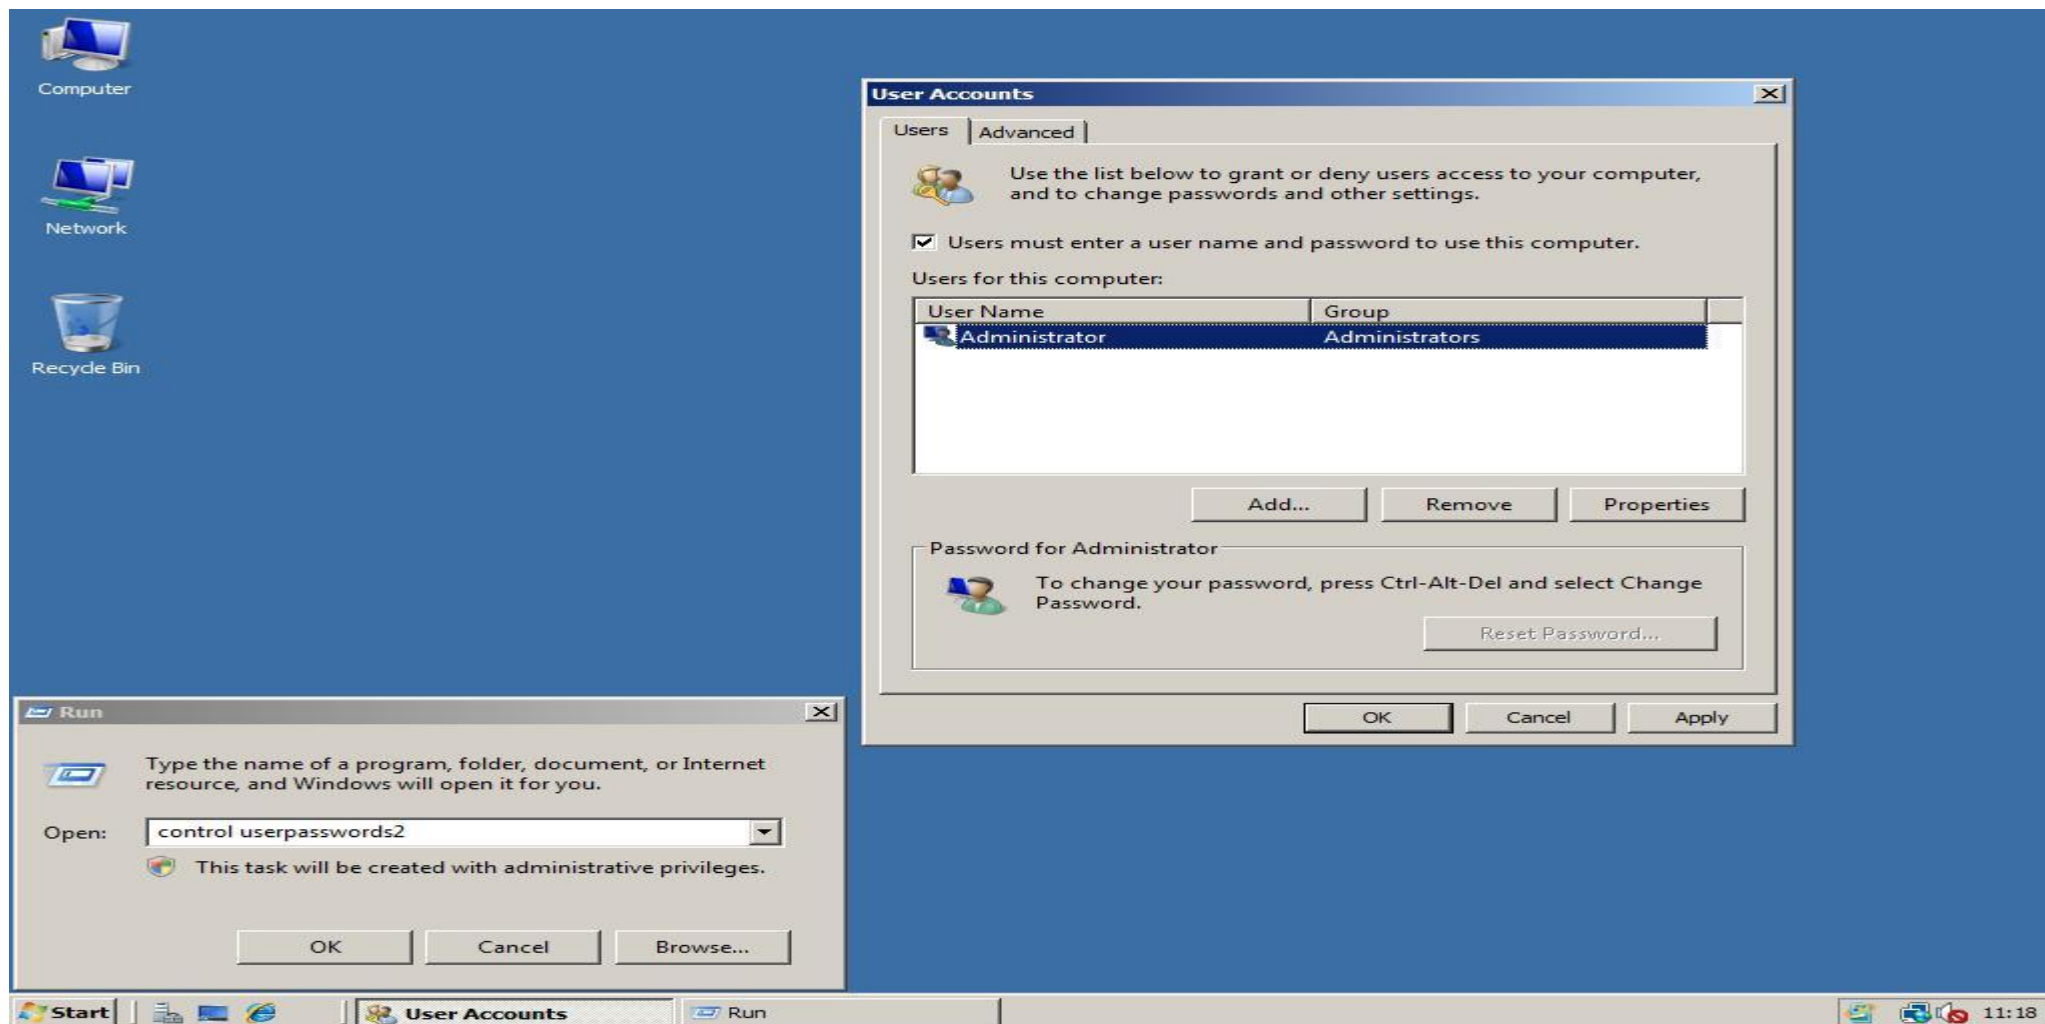 Computer
Network
Recycle Bin
User Accounts
Users
Advanced
Use the list below to grant or deny users access to your computer,
and to change passwords and other settings.
Users must enter a user name and password to use this computer.
Users for this computer:
User Name Group
Administrator Administrators
Add... Remove Properties
Password for Administrator
To change your password, press Ctrl-Alt-Del and select Change
Password.
Reset Password...
OK Cancel Apply
Run
Type the name of a program, folder, document, or Internet
resource, and Windows will open it for you.
Open: control userpasswords2
This task will be created with administrative privileges.
OK Cancel Browse...
Start User Accounts Run 11:18